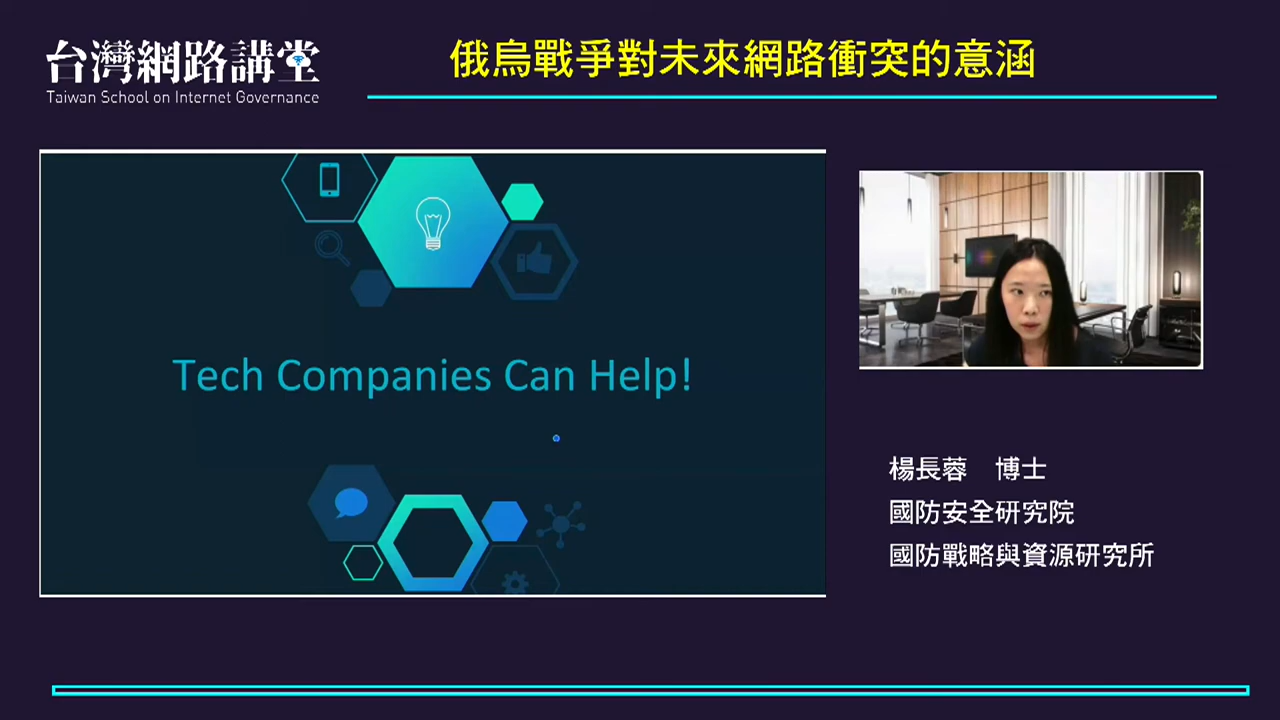 台灣網路講堂
Taiwan School on Internet Governance
俄烏戰爭對未來網路衝突的意涵
Tech Companies Can Help!
楊長蓉 博士
國防安全研究院
國防戰略與資源研究所